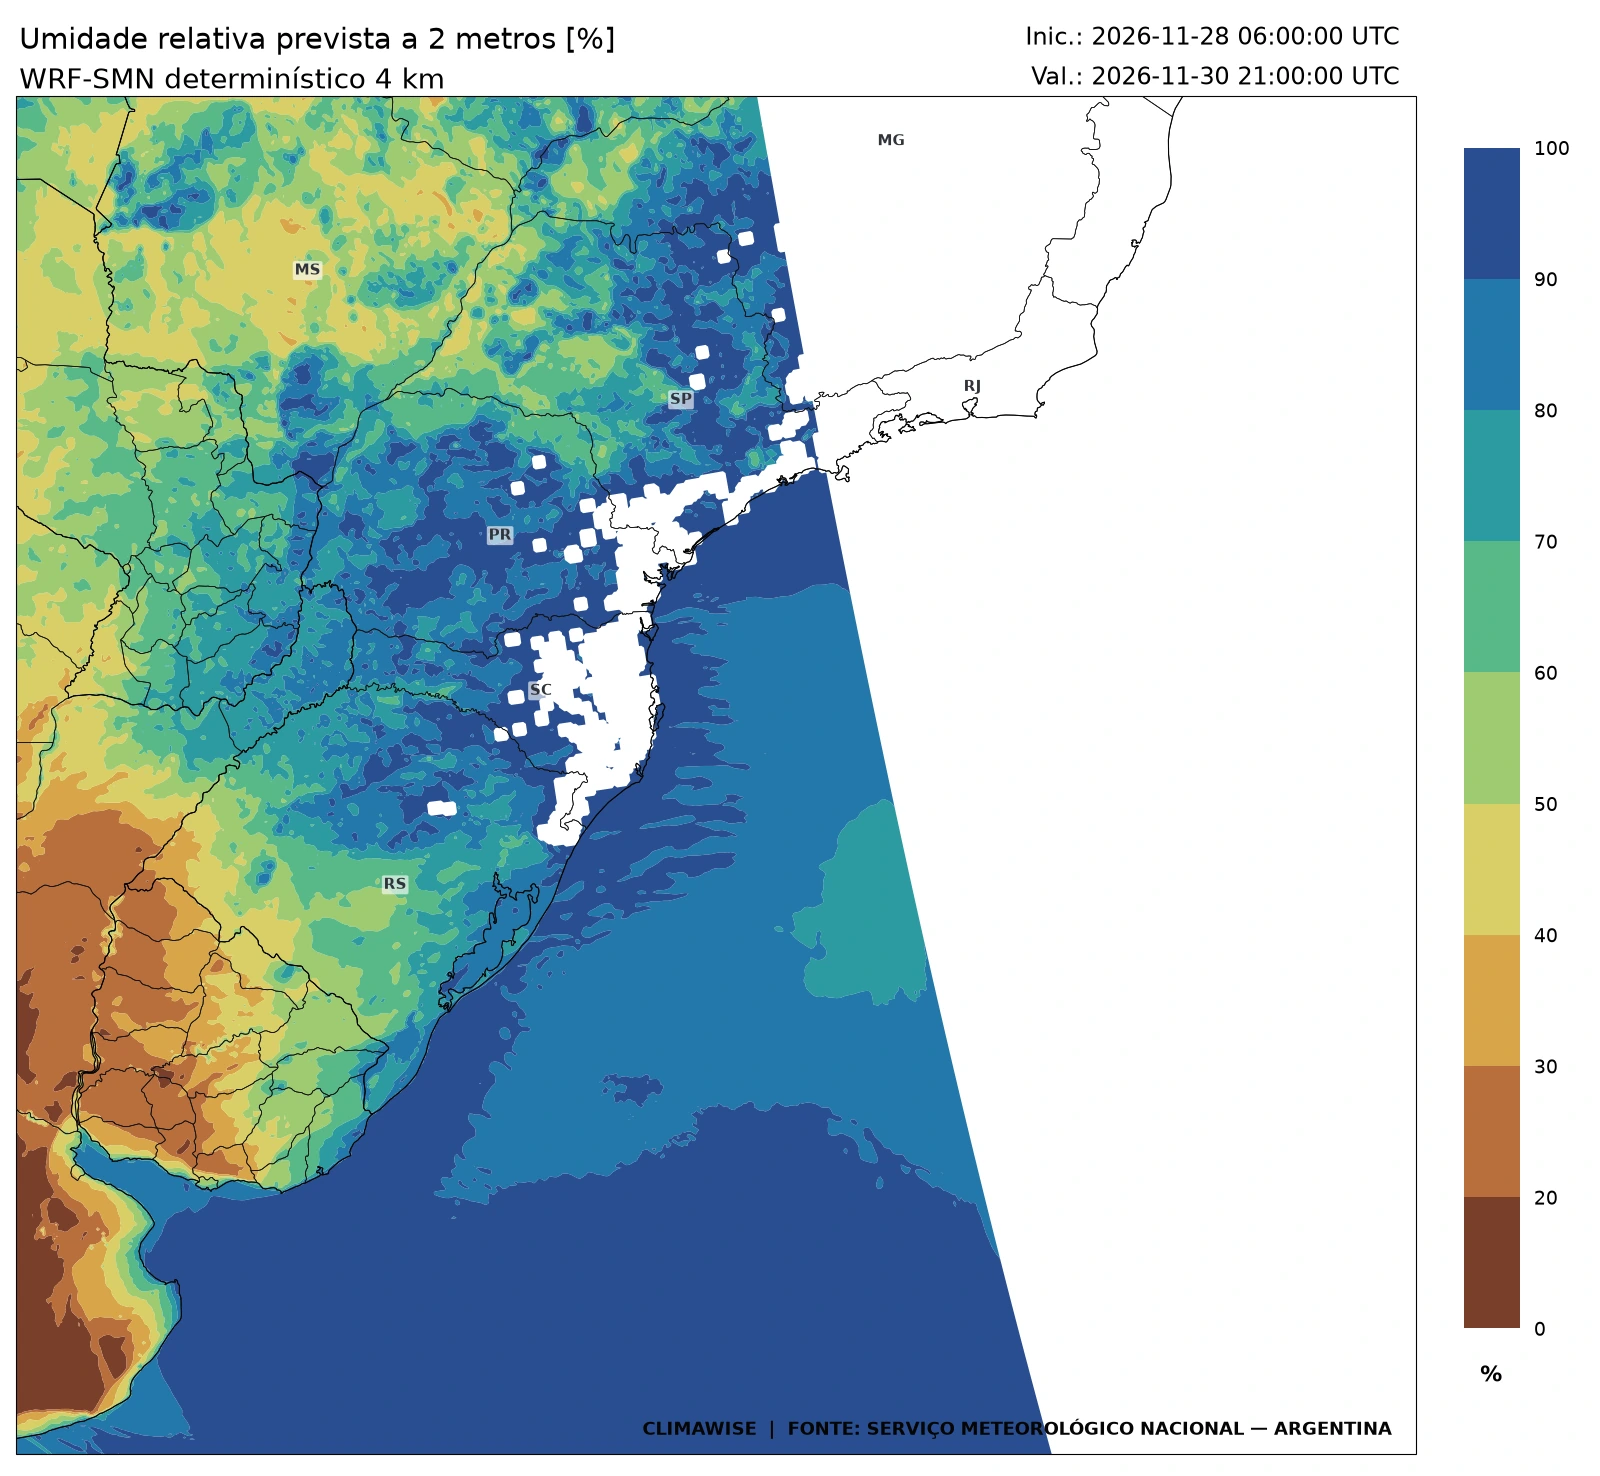 Umidade relativa prevista a 2 metros [%]
WRF-SMN determinístico 4 km
Inic.: 2026-11-28 06:00:00 UTC
Val.: 2026-11-30 21:00:00 UTC
MG
MS
RJ
SP
PR
SC
RS
100
90
80
70
60
50
40
30
20
0
%
CLIMAWISE | FONTE: SERVIÇO METEOROLÓGICO NACIONAL — ARGENTINA